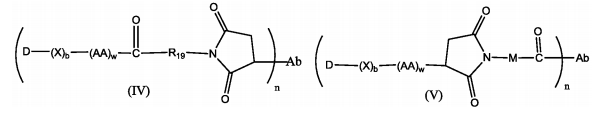 D—(X)b—(AA)w—C—R19—N Ab
O
O
O
n
(IV)
D—(X)b—(AA)w N—M—C Ab
O
O
O
n
(V)